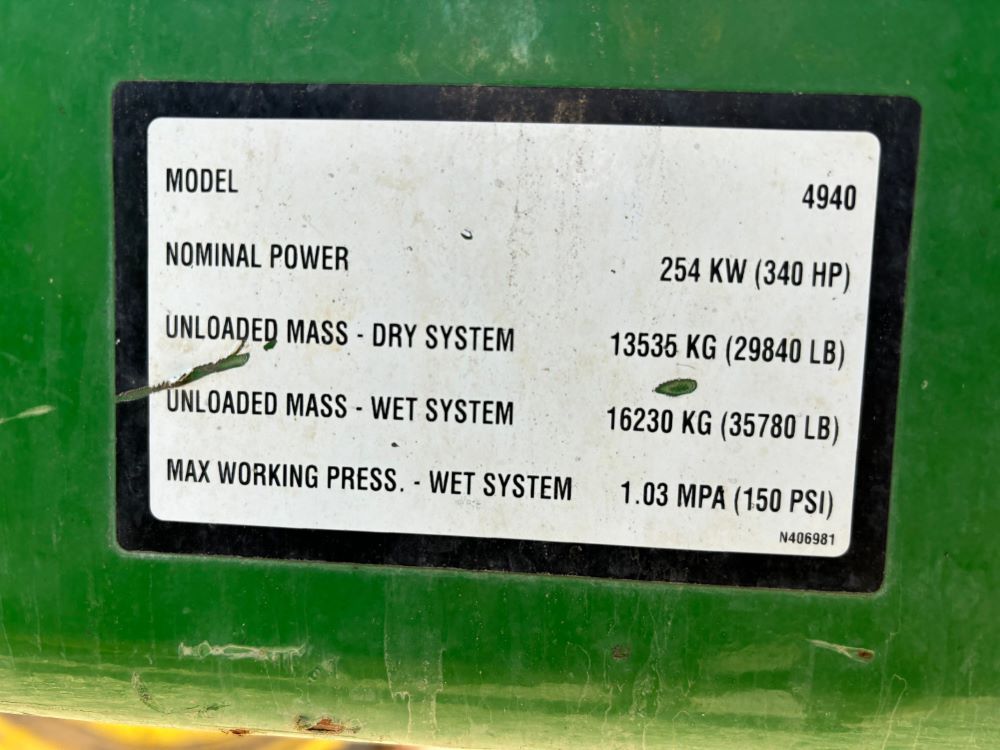 MODEL 4940
NOMINAL POWER 254 KW (340 HP)
UNLOADED MASS - DRY SYSTEM 13535 KG (29840 LB)
UNLOADED MASS - WET SYSTEM 16230 KG (35780 LB)
MAX WORKING PRESS. - WET SYSTEM 1.03 MPA (150 PSI)
N406981